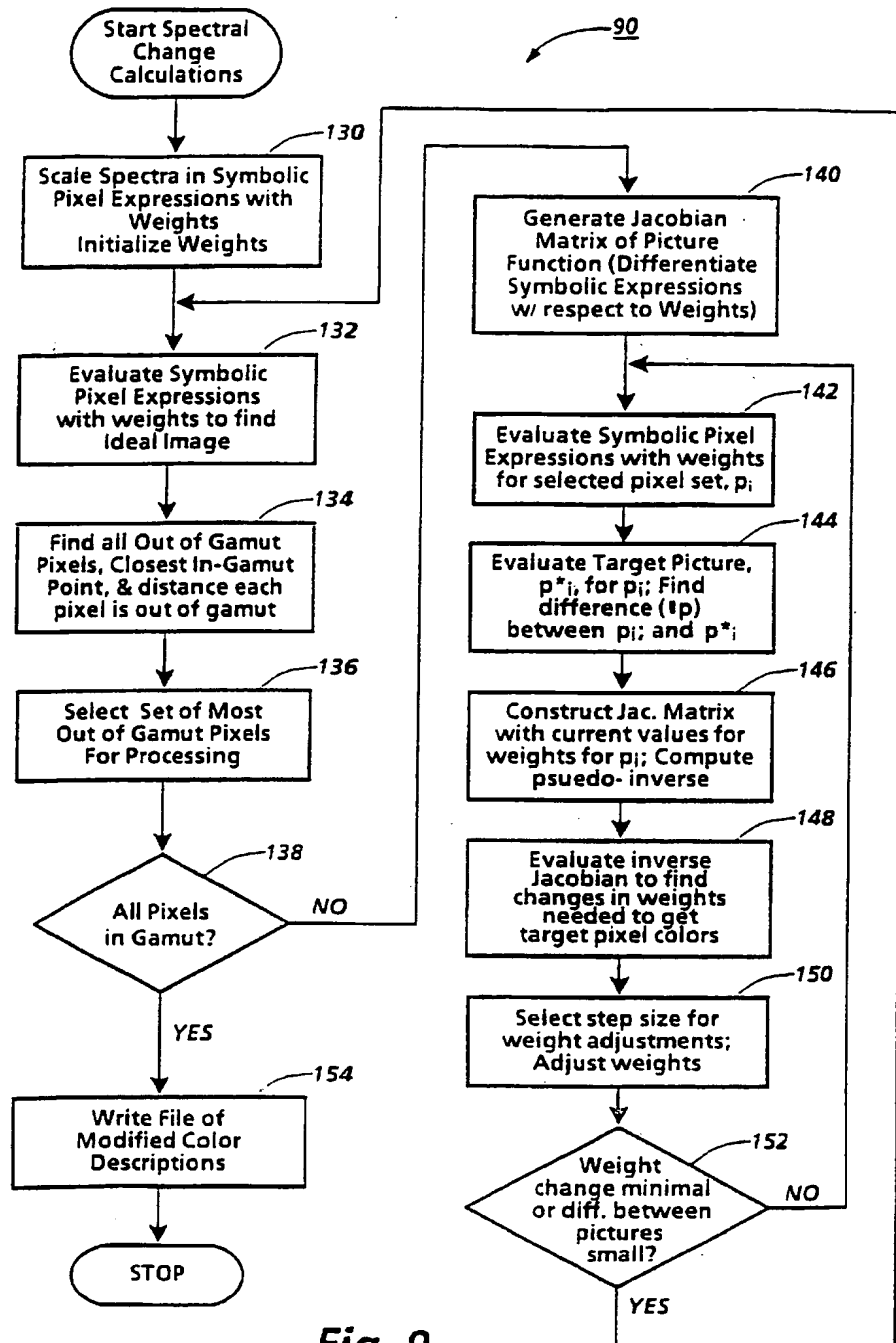 Start Spectral
Change
Calculations
90
130
Scale Spectra in Symbolic
Pixel Expressions with
Weights
Initialize Weights
132
Evaluate Symbolic
Pixel Expressions
with weights to find
Ideal Image
134
Find all Out of Gamut
Pixels, Closest In-Gamut
Point, & distance each
pixel is out of gamut
136
Select Set of Most
Out of Gamut Pixels
For Processing
138
All Pixels
in Gamut?
NO
YES
154
Write File of
Modified Color
Descriptions
STOP
140
Generate Jacobian
Matrix of Picture
Function (Differentiate
Symbolic Expressions
w/ respect to Weights)
142
Evaluate Symbolic Pixel
Expressions with weights
for selected pixel set, pi
144
Evaluate Target Picture,
p*i, for pi; Find
difference (•p)
between pi; and p*i
146
Construct Jac. Matrix
with current values for
weights for pi; Compute
psuedo- inverse
148
Evaluate inverse
Jacobian to find
changes in weights
needed to get
target pixel colors
150
Select step size for
weight adjustments;
Adjust weights
152
Weight
change minimal
or diff. between
pictures
small?
NO
YES
Fig. 9